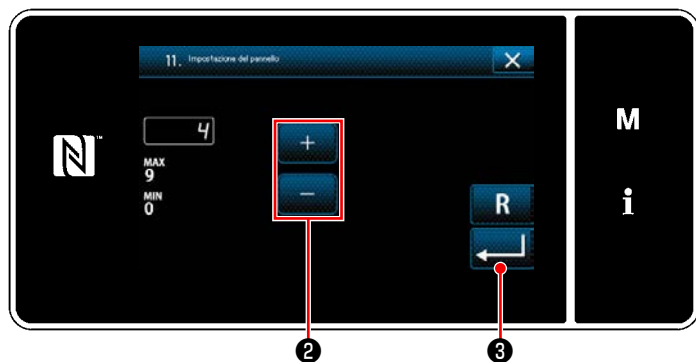 11. Impostazione del pannello
4
MAX
9
MIN
0
+
−
R
M
i
N
❷
❸